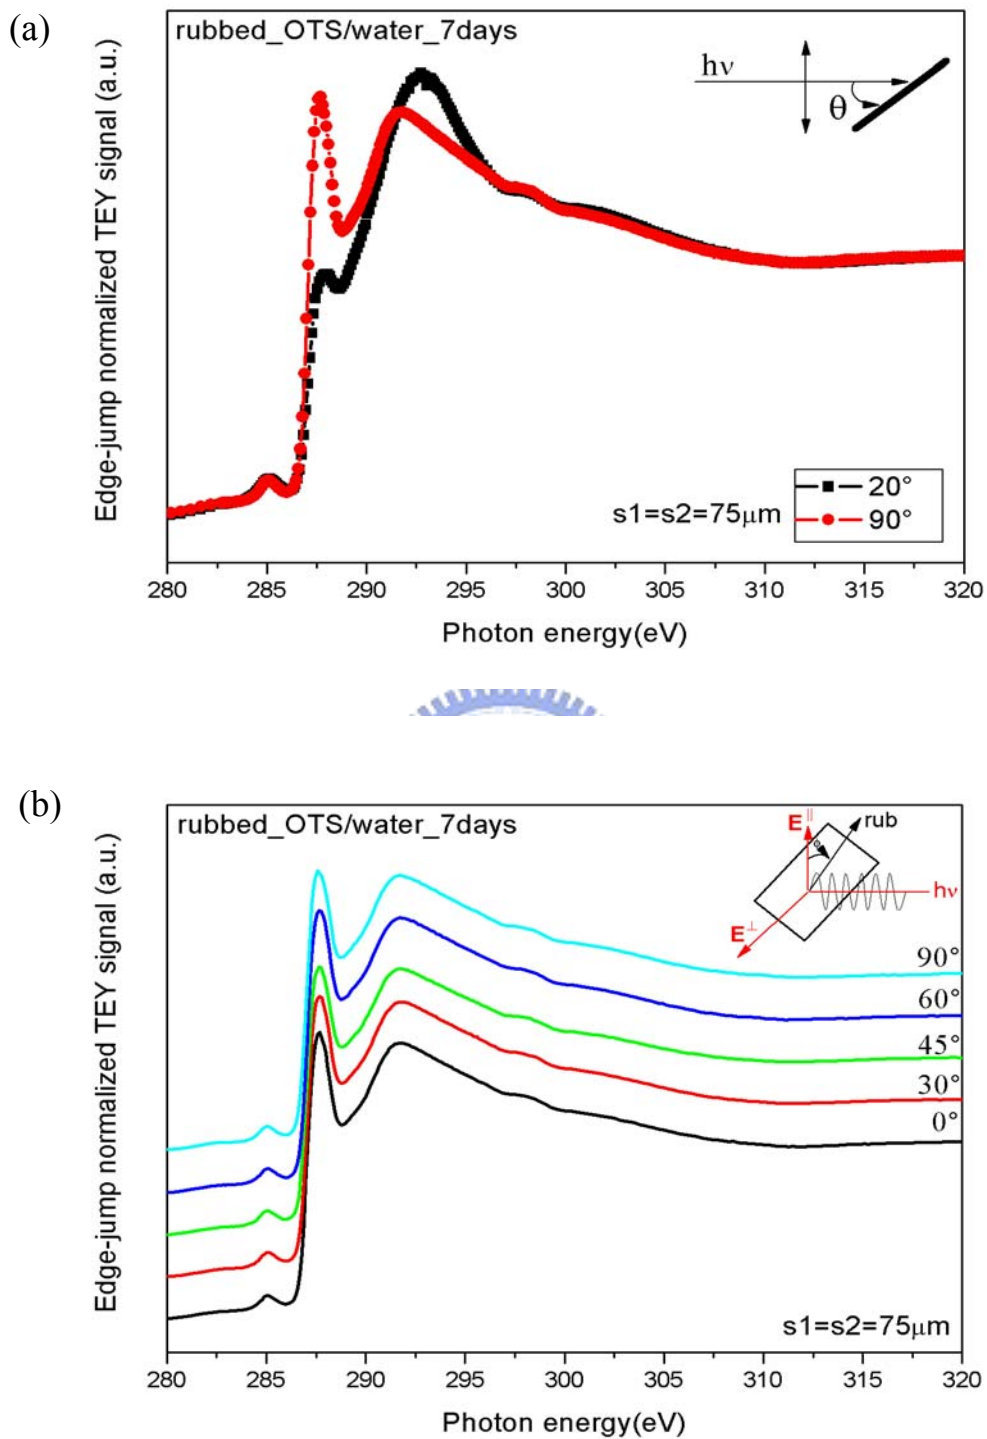 (a)
rubbed_OTS/water_7days
hν
θ
Edge-jump normalized TEY signal (a.u.)
s1=s2=75μm
20°
90°
280 285 290 295 300 305 310 315 320
Photon energy(eV)
(b)
rubbed_OTS/water_7days
E||
rub
hν
E⊥
Edge-jump normalized TEY signal (a.u.)
90°
60°
45°
30°
0°
s1=s2=75μm
280 285 290 295 300 305 310 315 320
Photon energy(eV)